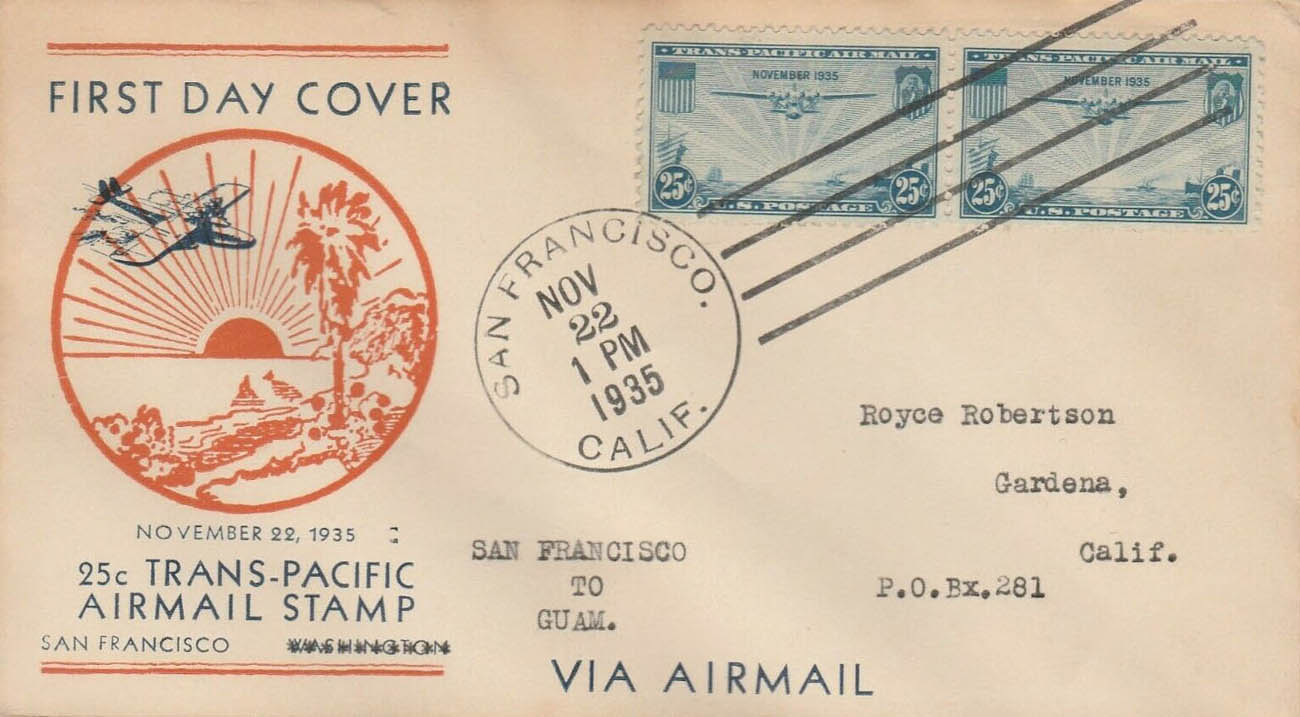 FIRST DAY COVER
NOVEMBER 22, 1935
25c TRANS-PACIFIC
AIRMAIL STAMP
SAN FRANCISCO WASHINGTON
TRANS-PACIFIC AIR MAIL
NOVEMBER 1935
25¢ 25¢
U.S. POSTAGE
TRANS-PACIFIC AIR MAIL
NOVEMBER 1935
25¢ 25¢
U.S. POSTAGE
SAN FRANCISCO.
NOV
22
1 PM
1935
CALIF.
Royce Robertson
Gardena,
Calif.
P.O.Bx.281
SAN FRANCISCO
TO
GUAM.
VIA AIRMAIL